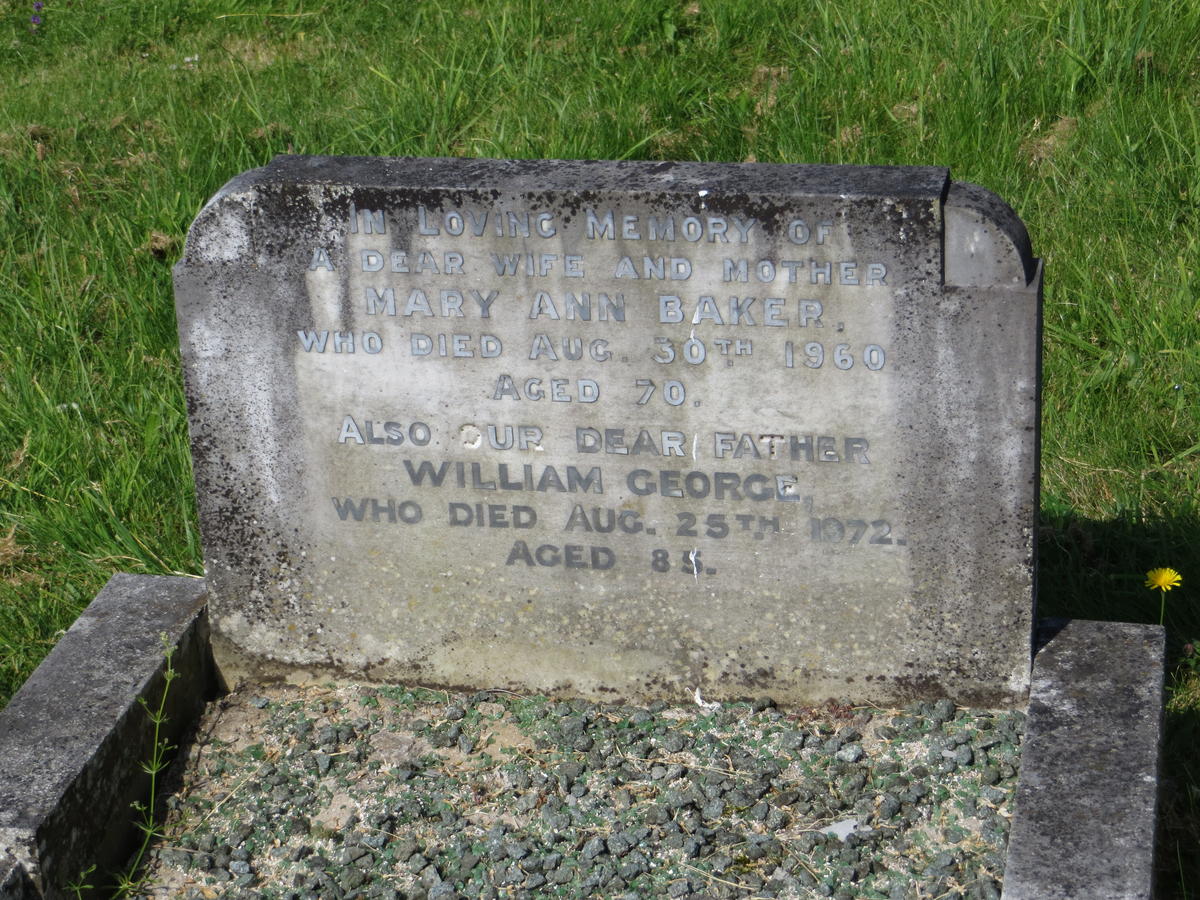 In Loving Memory of
A dear wife and mother
MARY ANN BAKER,
who died Aug. 30th 1960
Aged 70.
Also our dear father
WILLIAM GEORGE,
who died Aug. 25th 1972.
Aged 85.